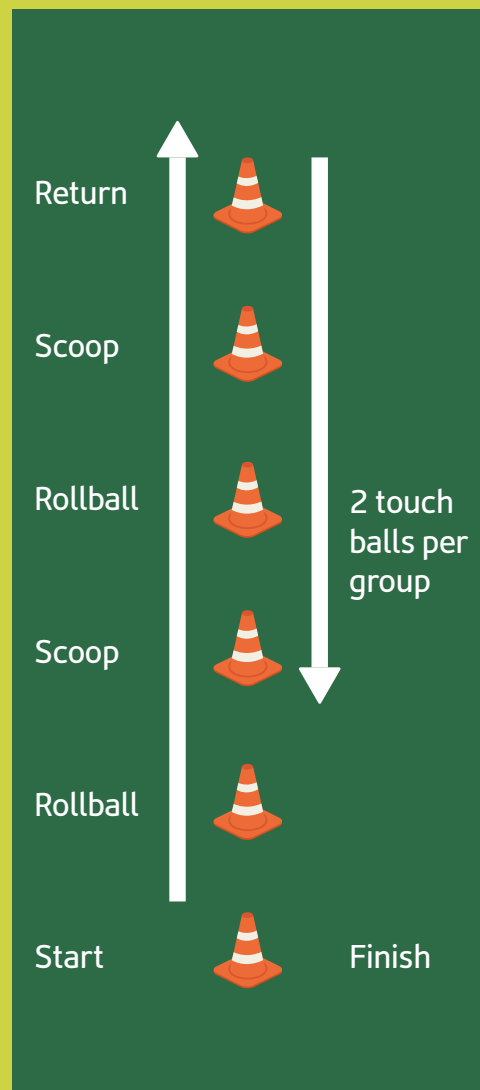 Return
Scoop
Rollball
2 touch
balls per
group
Scoop
Rollball
Start
Finish